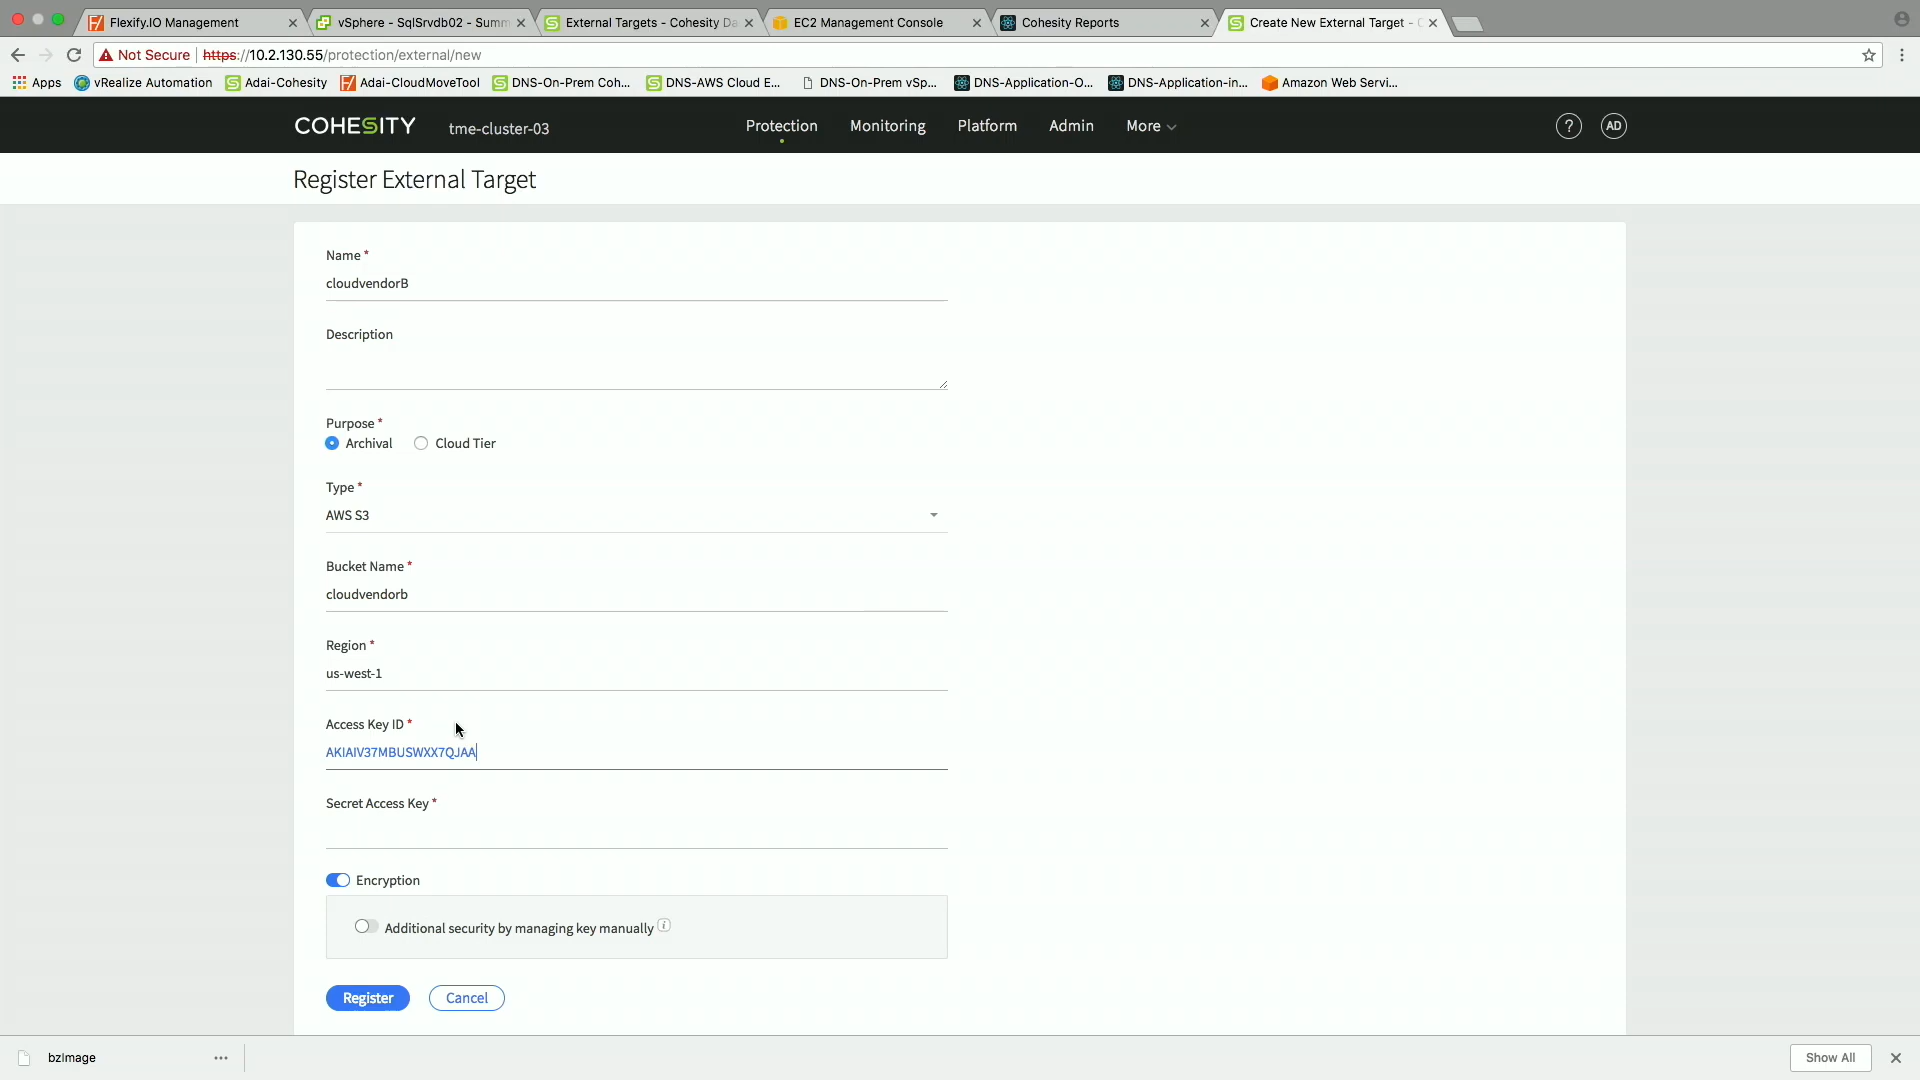 Flexify.IO Management
vSphere - SqlSrvdb02 - Summ
External Targets - Cohesity Da
EC2 Management Console
Cohesity Reports
Create New External Target - C
Not Secure | https://10.2.130.55/protection/external/new
Apps
vRealize Automation
Adai-Cohesity
Adai-CloudMoveTool
DNS-On-Prem Coh...
DNS-AWS Cloud E...
DNS-On-Prem vSp...
DNS-Application-O...
DNS-Application-in...
Amazon Web Servi...
COHESITY
tme-cluster-03
Protection
Monitoring
Platform
Admin
More
?
AD
Register External Target
Name *
cloudvendorB
Description
Purpose *
Archival
Cloud Tier
Type *
AWS S3
Bucket Name *
cloudvendorb
Region *
us-west-1
Access Key ID *
AKIAIV37MBUSWXX7QJAA
Secret Access Key *
Encryption
Additional security by managing key manually i
Register
Cancel
bzImage
Show All